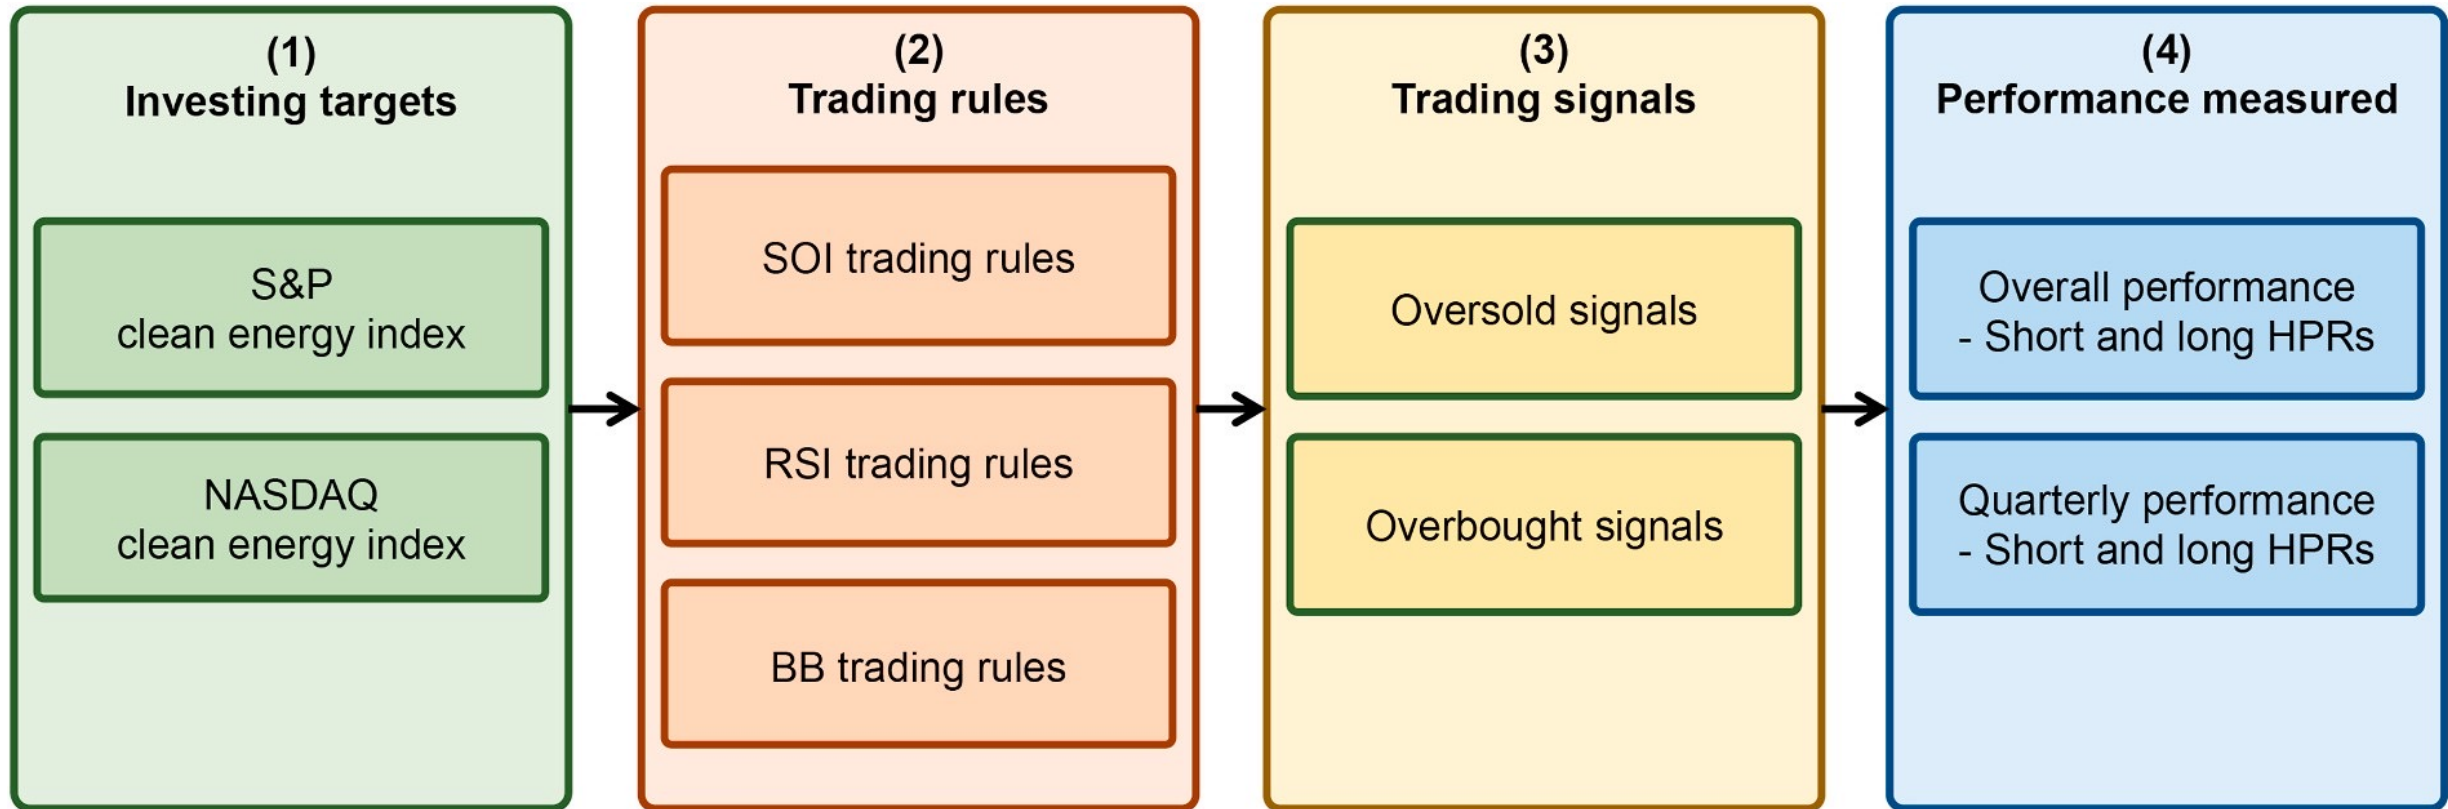 (1)
Investing targets
S&P
clean energy index
NASDAQ
clean energy index
(2)
Trading rules
SOI trading rules
RSI trading rules
BB trading rules
(3)
Trading signals
Oversold signals
Overbought signals
(4)
Performance measured
Overall performance
- Short and long HPRs
Quarterly performance
- Short and long HPRs